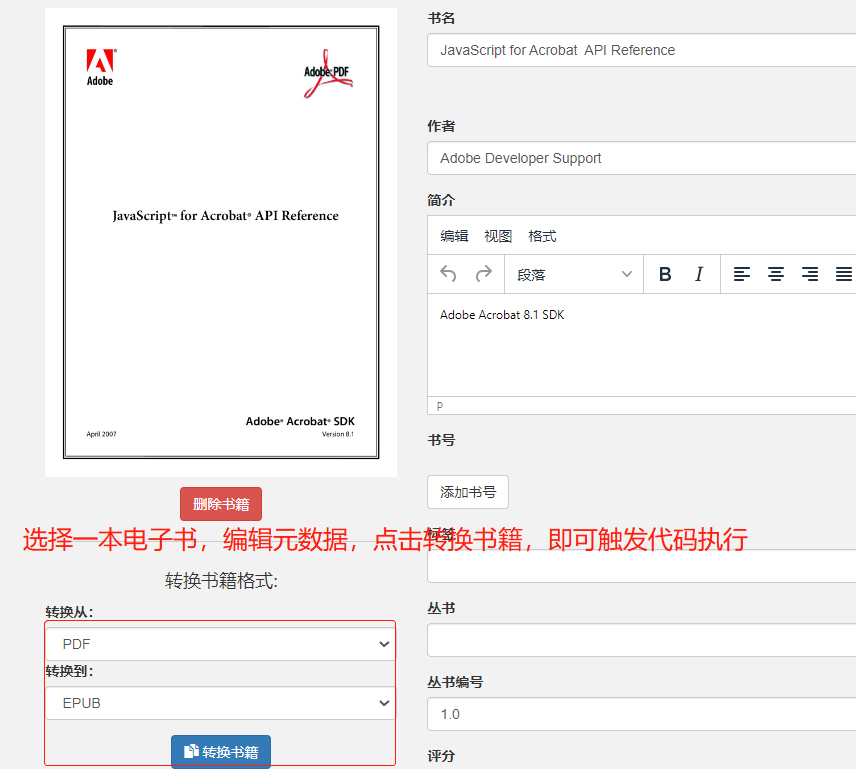 Adobe
Adobe PDF
JavaScript™ for Acrobat® API Reference
Adobe® Acrobat® SDK
April 2007
Version 8.1
删除书籍
选择一本电子书，编辑元数据，点击转换书籍，即可触发代码执行
转换书籍格式:
转换从:
PDF
转换到:
EPUB
转换书籍
书名
JavaScript for Acrobat  API Reference
作者
Adobe Developer Support
简介
编辑 视图 格式
段落 B I
Adobe Acrobat 8.1 SDK
P
书号
添加书号
标签
丛书
丛书编号
1.0
评分